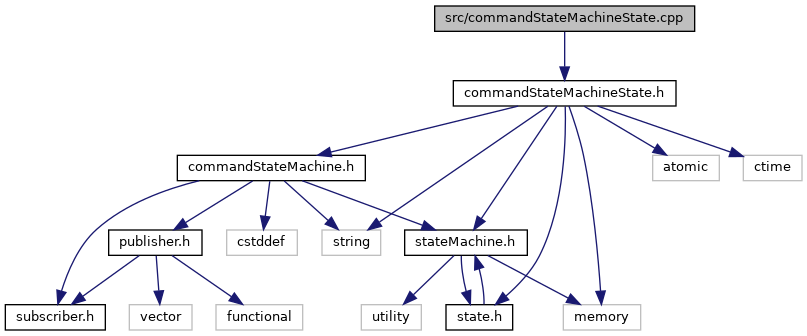 src/commandStateMachineState.cpp
commandStateMachineState.h
commandStateMachine.h
atomic
ctime
publisher.h
cstddef
string
stateMachine.h
subscriber.h
vector
functional
utility
state.h
memory